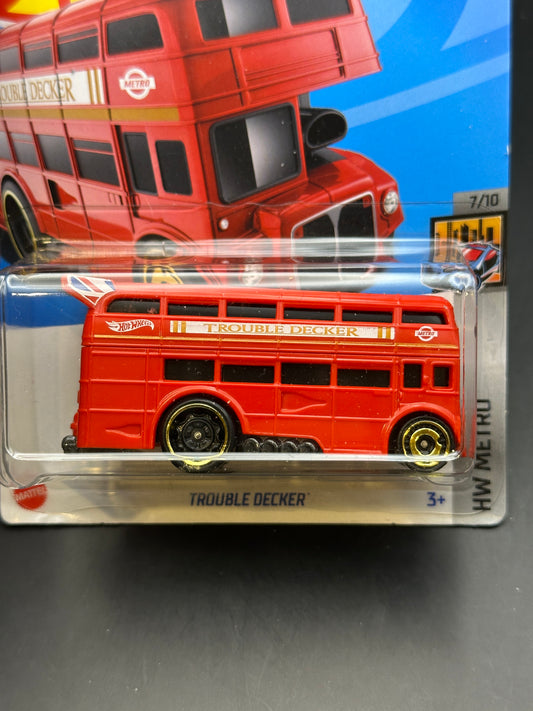 OUBLE DECKER
METRO
7/10
HOT WHEELS
TROUBLE DECKER
METRO
HW METRO
MATTEL
TROUBLE DECKER
3+